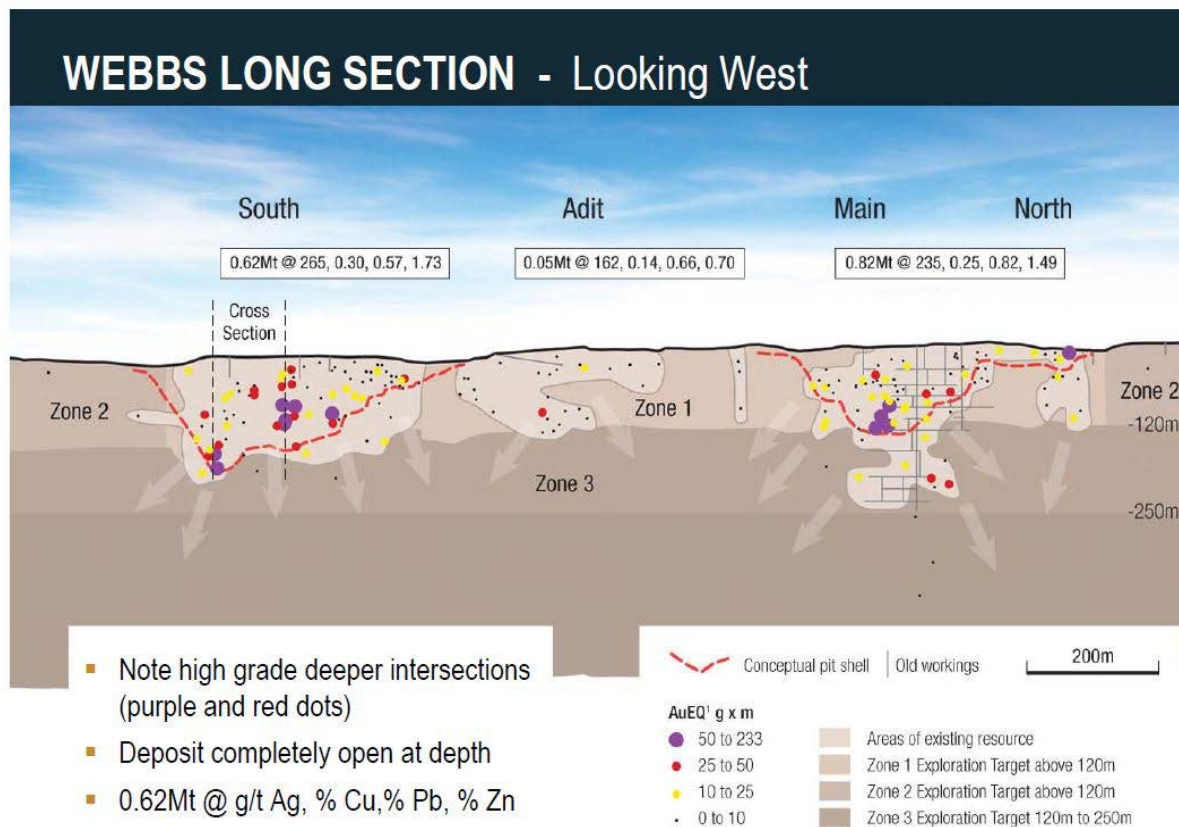 WEBBS LONG SECTION - Looking West
South
Adit
Main
North
0.62Mt @ 265, 0.30, 0.57, 1.73
0.05Mt @ 162, 0.14, 0.66, 0.70
0.82Mt @ 235, 0.25, 0.82, 1.49
Cross
Section
Zone 2
Zone 1
Zone 2
-120m
Zone 3
-250m
▪ Note high grade deeper intersections
(purple and red dots)
▪ Deposit completely open at depth
▪ 0.62Mt @ g/t Ag, % Cu,% Pb, % Zn
Conceptual pit shell
Old workings
200m
AuEQ¹ g x m
50 to 233
25 to 50
10 to 25
0 to 10
Areas of existing resource
Zone 1 Exploration Target above 120m
Zone 2 Exploration Target above 120m
Zone 3 Exploration Target 120m to 250m